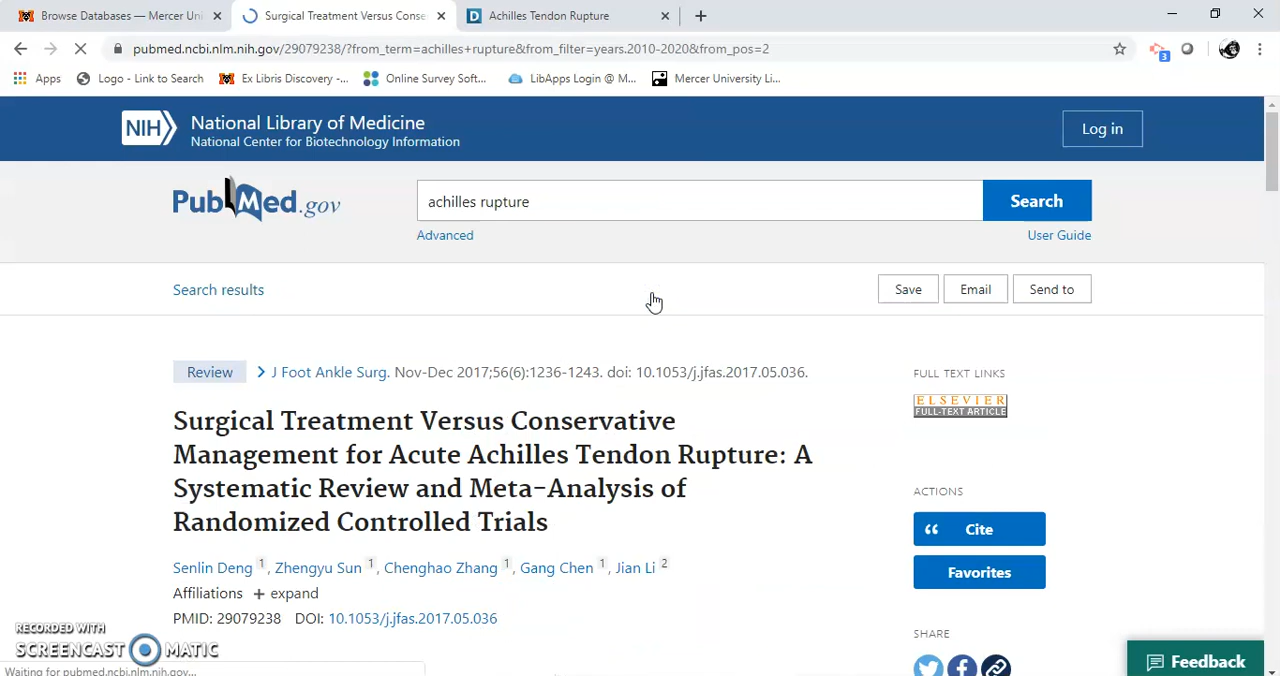 Browse Databases — Mercer Uni
Surgical Treatment Versus Conse
Achilles Tendon Rupture
pubmed.ncbi.nlm.nih.gov/29079238/?from_term=achilles+rupture&from_filter=years.2010-2020&from_pos=2
3
Apps
Logo - Link to Search
Ex Libris Discovery -...
Online Survey Soft...
LibApps Login @ M...
Mercer University Li...
NIH
National Library of Medicine
National Center for Biotechnology Information
Log in
PubMed.gov
achilles rupture
Search
Advanced
User Guide
Search results
Save
Email
Send to
Review
J Foot Ankle Surg. Nov-Dec 2017;56(6):1236-1243. doi: 10.1053/j.jfas.2017.05.036.
FULL TEXT LINKS
ELSEVIER
FULL-TEXT ARTICLE
Surgical Treatment Versus Conservative
Management for Acute Achilles Tendon Rupture: A
Systematic Review and Meta-Analysis of
Randomized Controlled Trials
ACTIONS
Cite
Favorites
Senlin Deng 1, Zhengyu Sun 1, Chenghao Zhang 1, Gang Chen 1, Jian Li 2
Affiliations + expand
PMID: 29079238 DOI: 10.1053/j.jfas.2017.05.036
SHARE
RECORDED WITH
SCREENCAST MATIC
Feedback
Waiting for pubmed.ncbi.nlm.nih.gov...